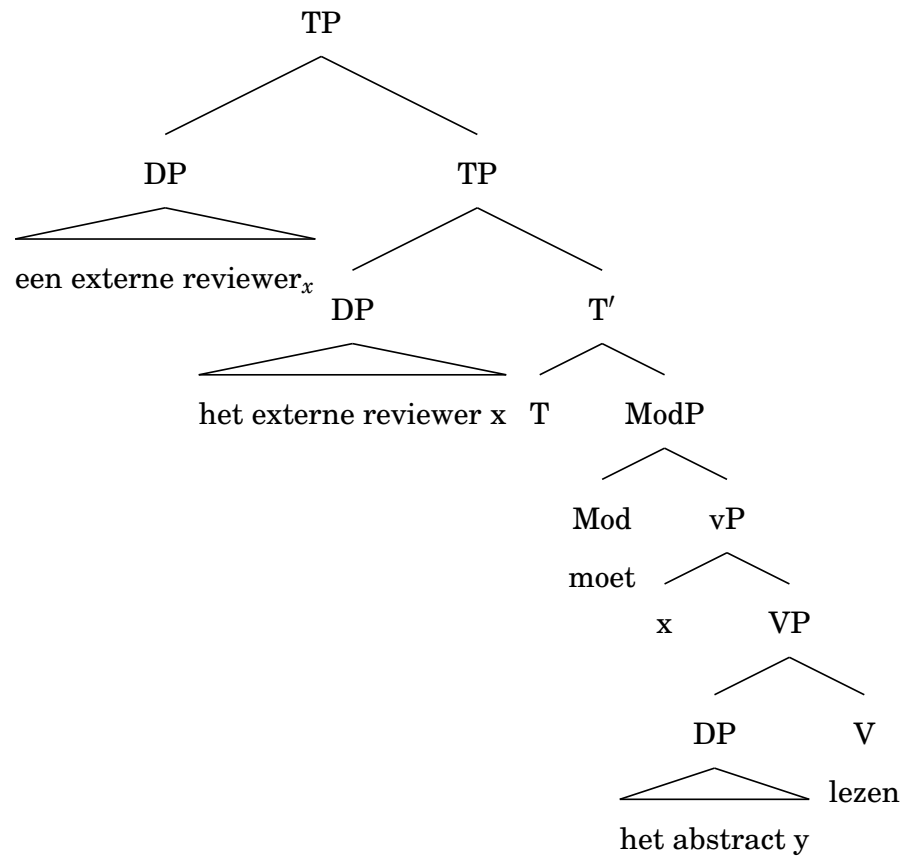 TP
DP TP
een externe reviewerₓ
DP T′
het externe reviewer x T ModP
Mod vP
moet
x VP
DP V
lezen
het abstract y